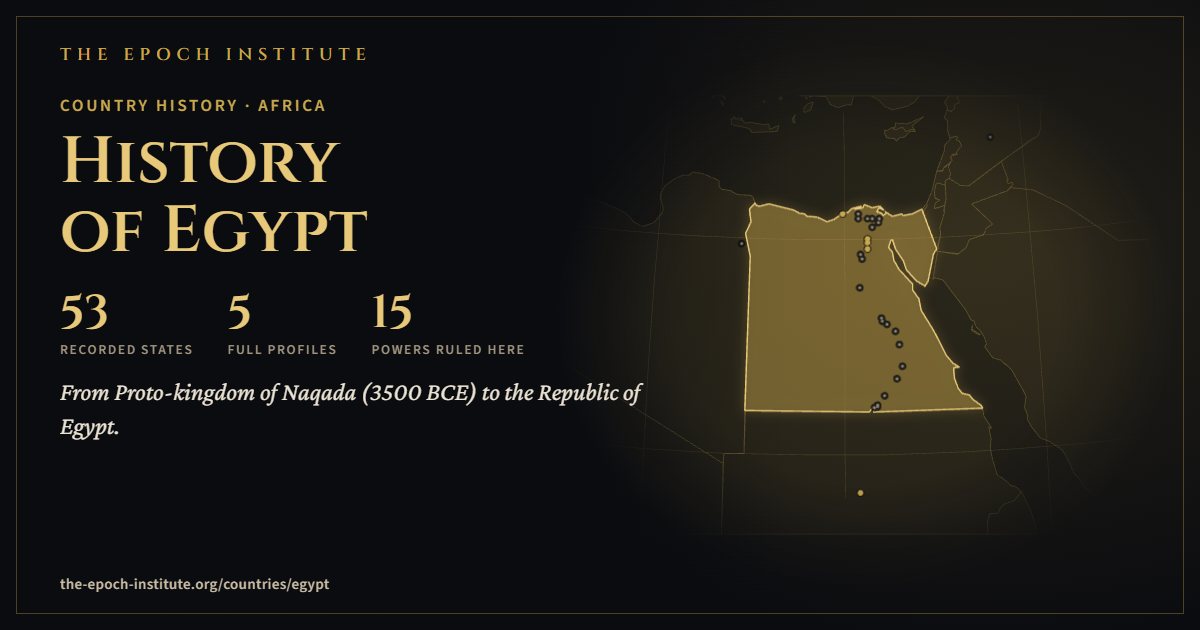 THE EPOCH INSTITUTE
COUNTRY HISTORY · AFRICA
History
of Egypt
53 5 15
RECORDED STATES FULL PROFILES POWERS RULED HERE
From Proto-kingdom of Naqada (3500 BCE) to the Republic of
Egypt.
the-epoch-institute.org/countries/egypt